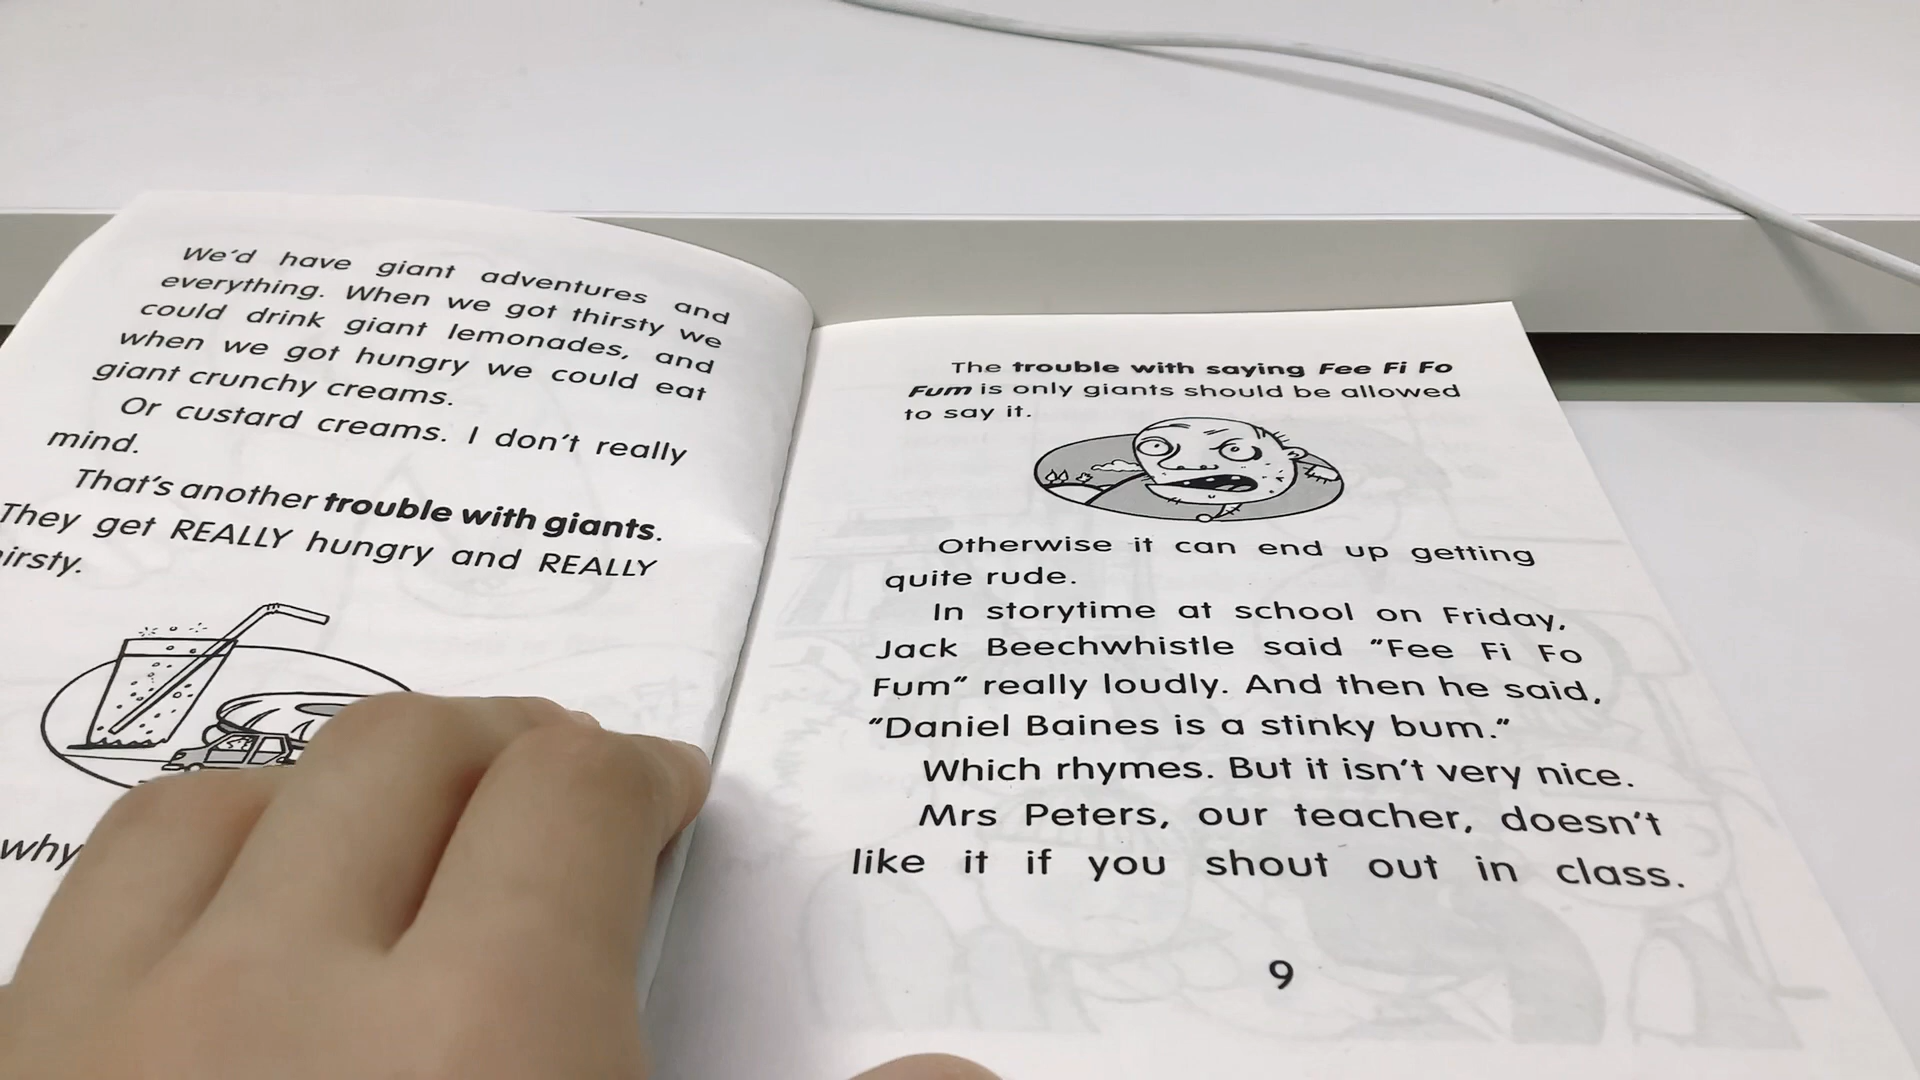 We'd have giant adventures and
everything. When we got thirsty we
could drink giant lemonades, and
when we got hungry we could eat
giant crunchy creams.
Or custard creams. I don't really
mind.
That's another trouble with giants.
They get REALLY hungry and REALLY
why
The trouble with saying Fee Fi Fo
Fum is only giants should be allowed
to say it.
Otherwise it can end up getting
quite rude.
In storytime at school on Friday,
Jack Beechwhistle said "Fee Fi Fo
Fum" really loudly. And then he said,
"Daniel Baines is a stinky bum."
Which rhymes. But it isn't very nice.
Mrs Peters, our teacher, doesn't
like it if you shout out in class.
9